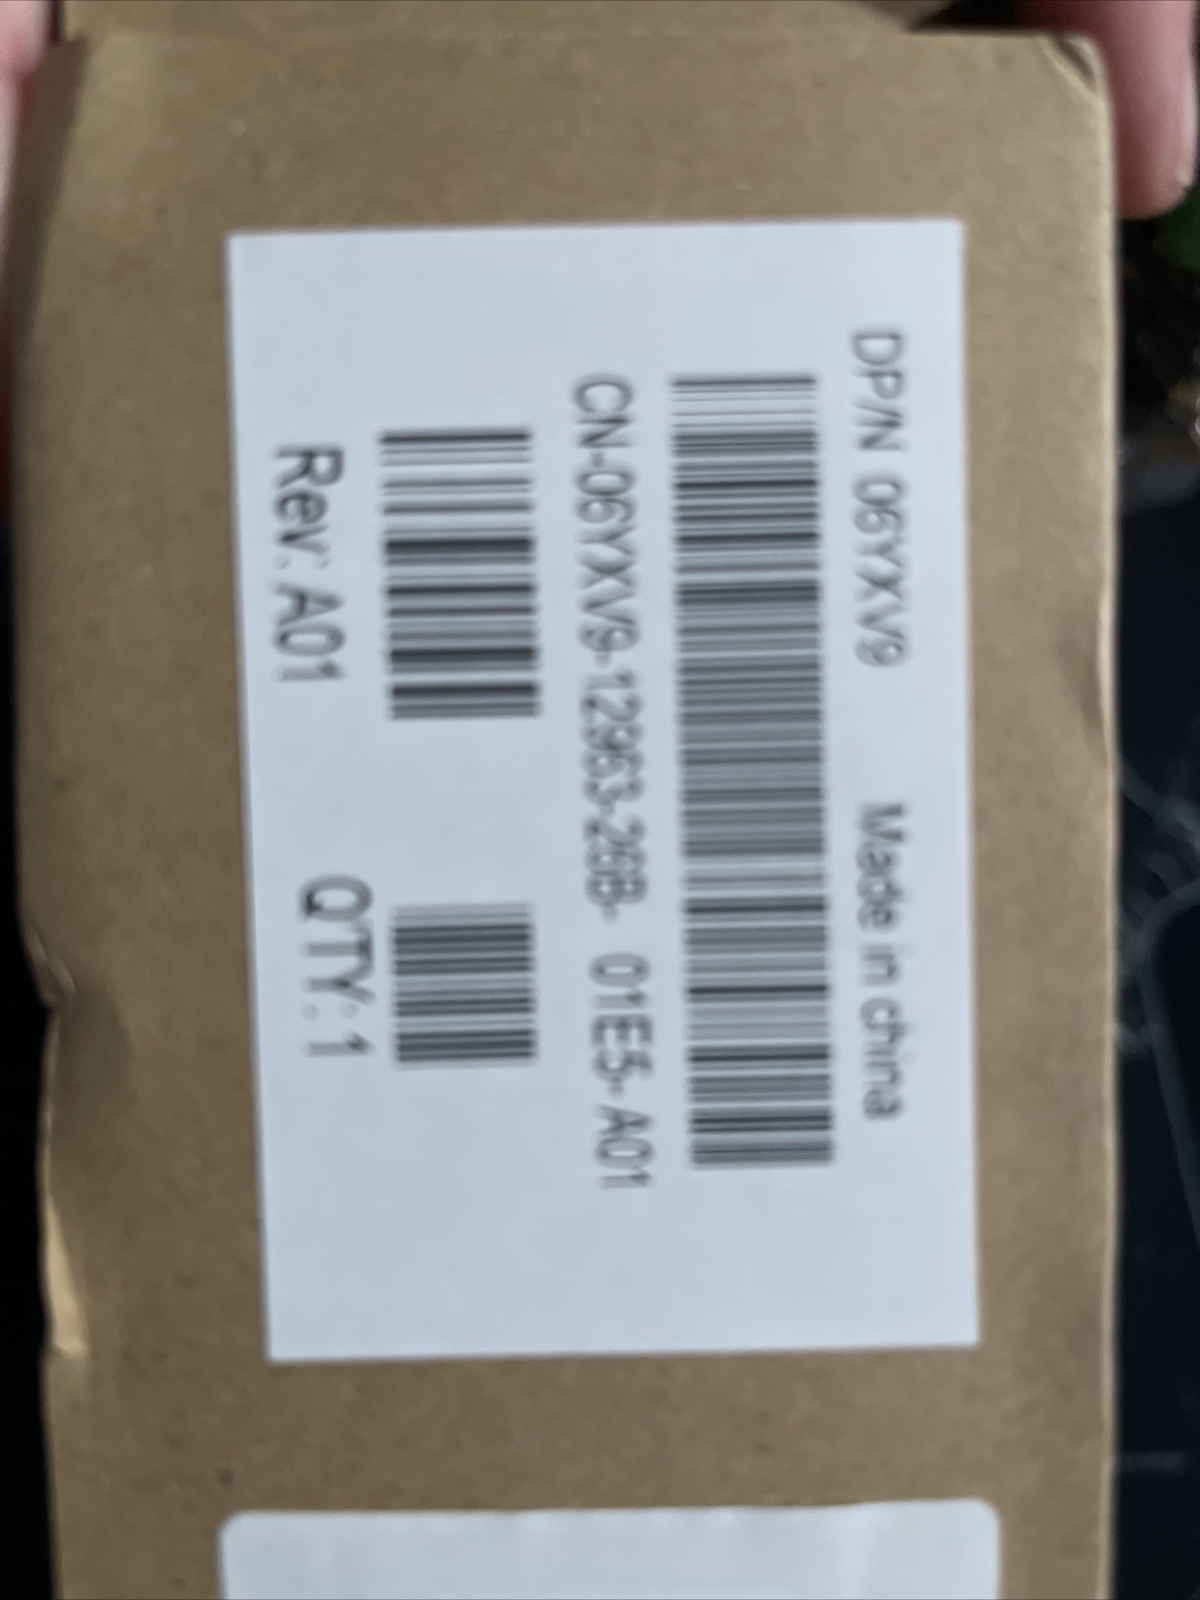 DP/N 06YXV9 Made in china
CN-06YXV9-12963-26B- 01E5- A01
Rev: A01 QTY: 1